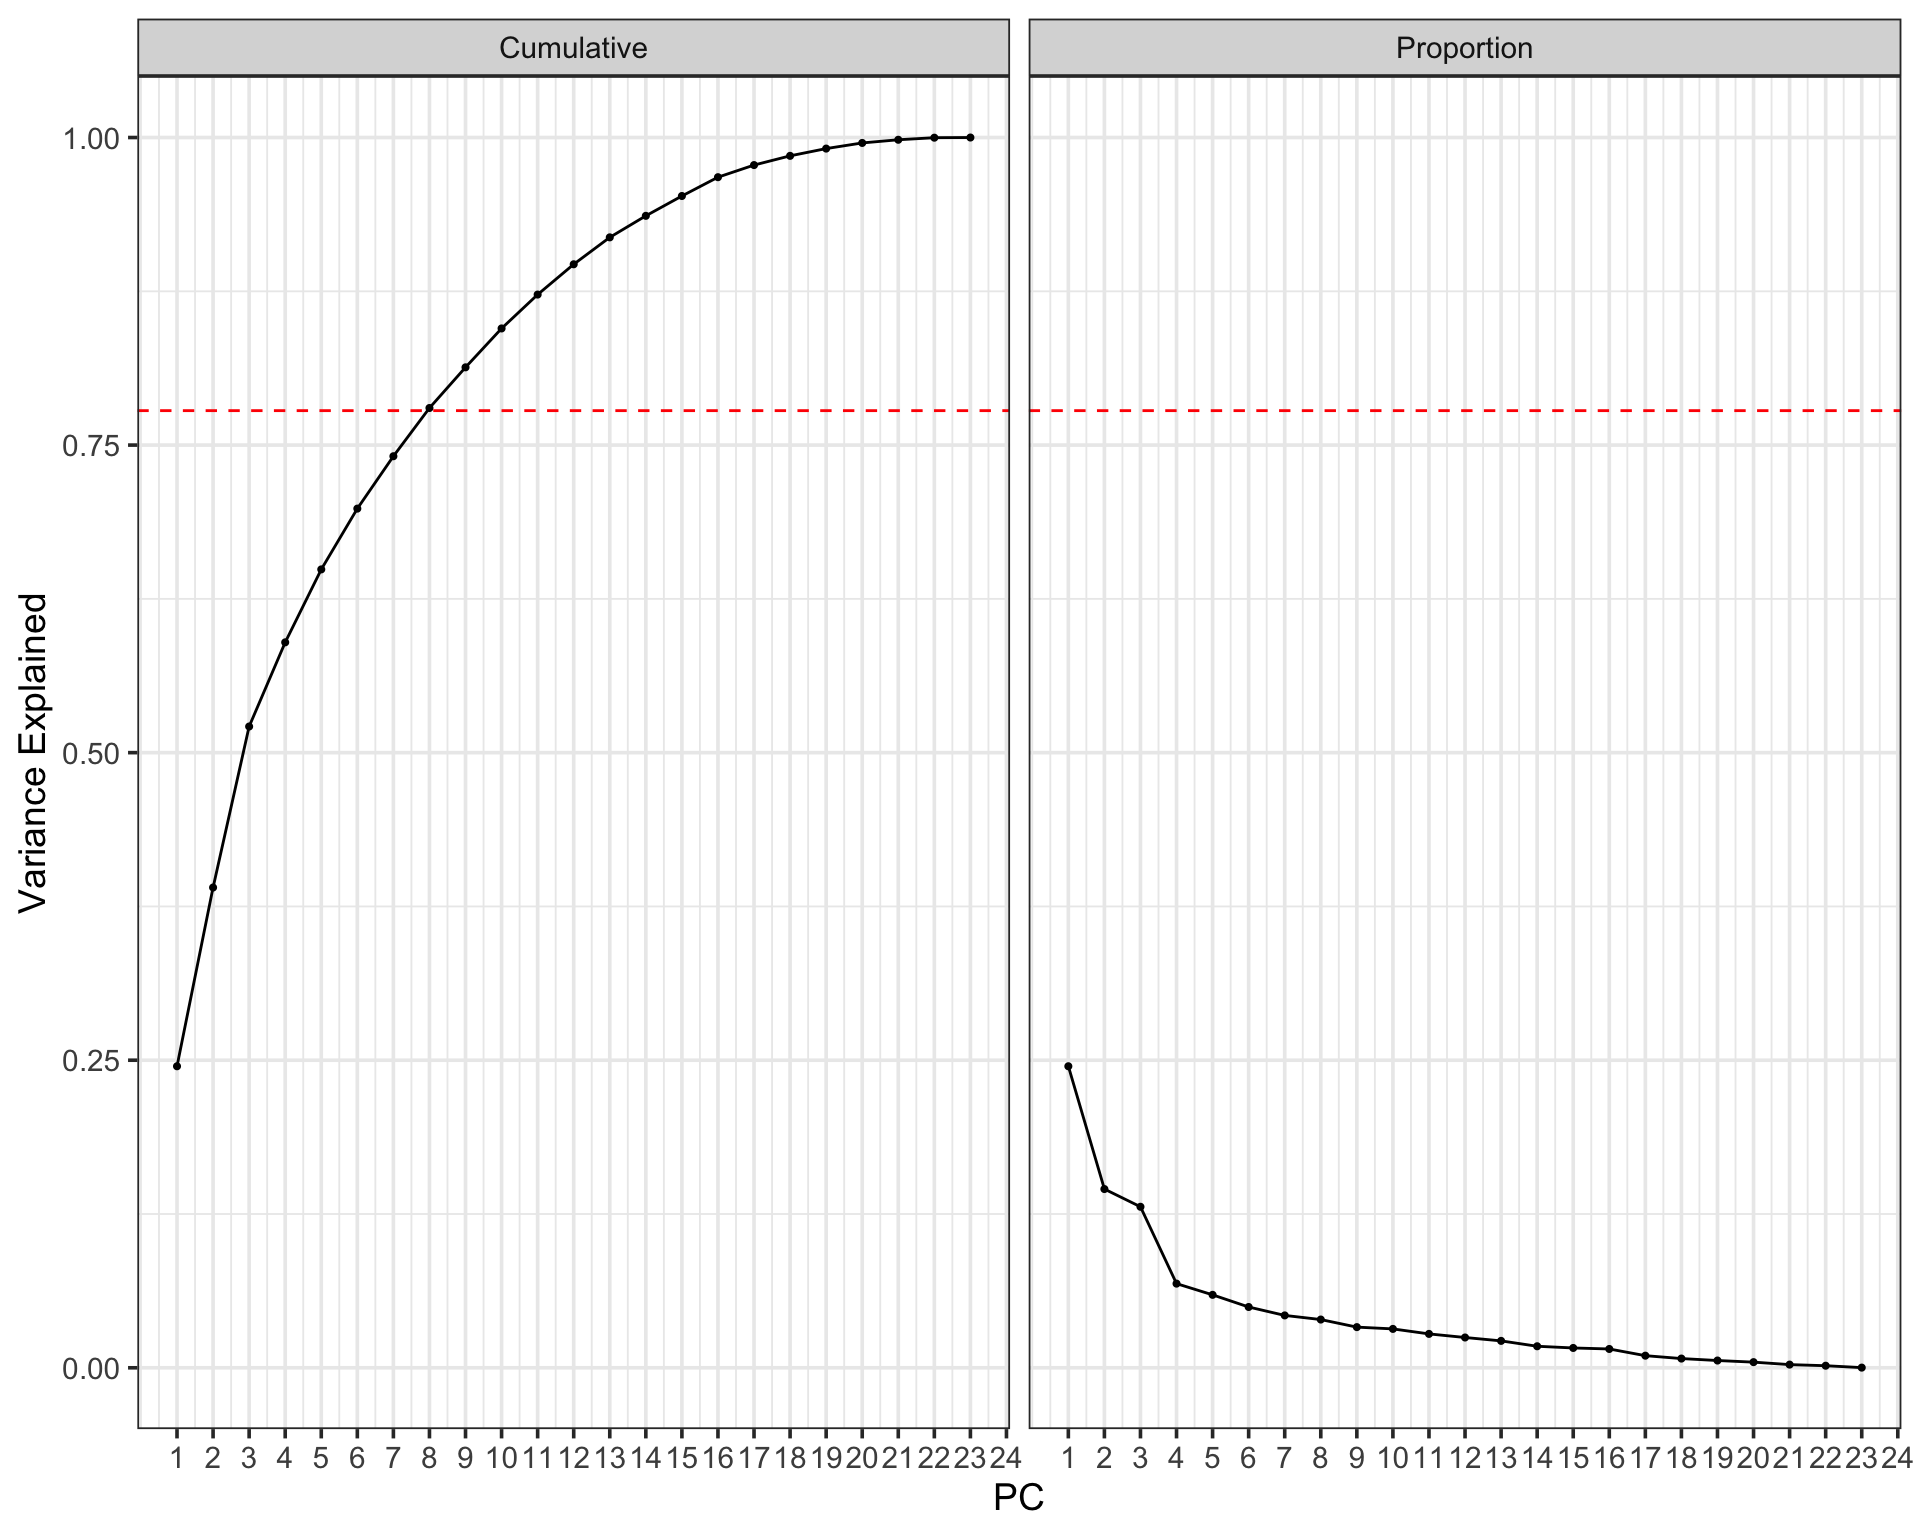 Cumulative Proportion
1.00
0.75
0.50
0.25
0.00
Variance Explained
1 2 3 4 5 6 7 8 9 10 11 12 13 14 15 16 17 18 19 20 21 22 23 24 1 2 3 4 5 6 7 8 9 10 11 12 13 14 15 16 17 18 19 20 21 22 23 24
PC